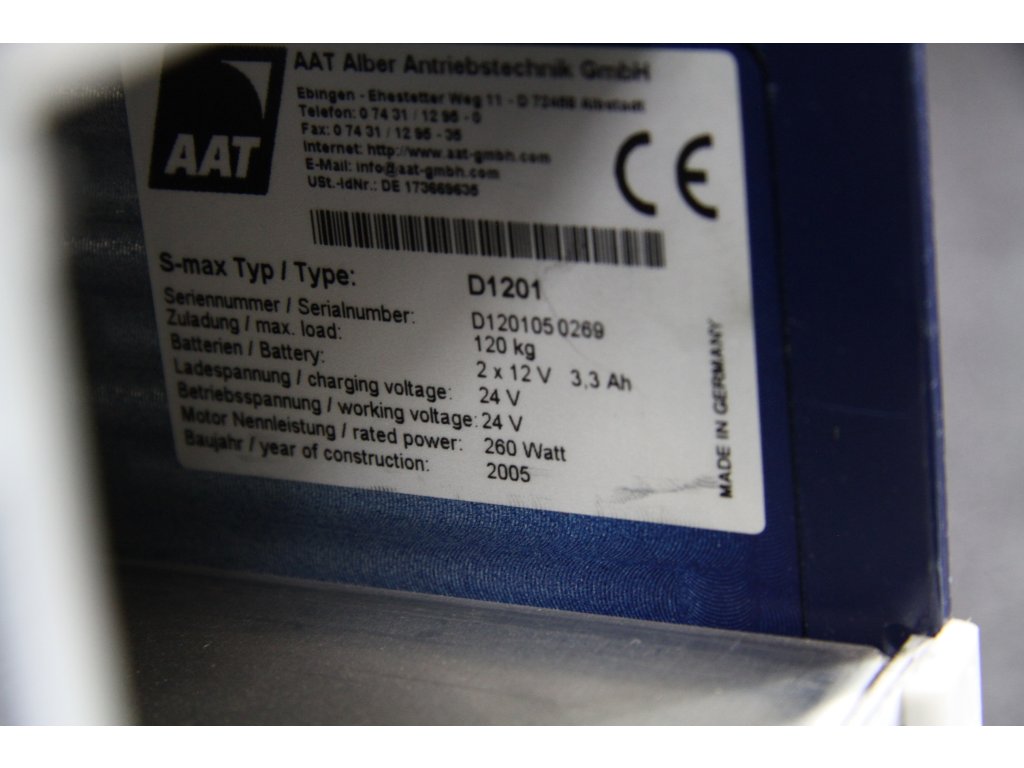 AAT
AAT Alber Antriebstechnik GmbH
Ebingen - Ehestetter Weg 11 - D 72458 Albstadt
Telefon: 0 74 31 / 12 95 - 0
Fax: 0 74 31 / 12 95 - 35
Internet: http://www.aat-gmbh.com
E-Mail: info@aat-gmbh.com
USt.-IdNr.: DE 173669635
CE
S-max Typ / Type: D1201
Seriennummer / Serialnumber: D1201050269
Zuladung / max. load: 120 kg
Batterien / Battery: 2 x 12 V 3,3 Ah
Ladespannung / charging voltage: 24 V
Betriebsspannung / working voltage: 24 V
Motor Nennleistung / rated power: 260 Watt
Baujahr / year of construction: 2005
MADE IN GERMANY